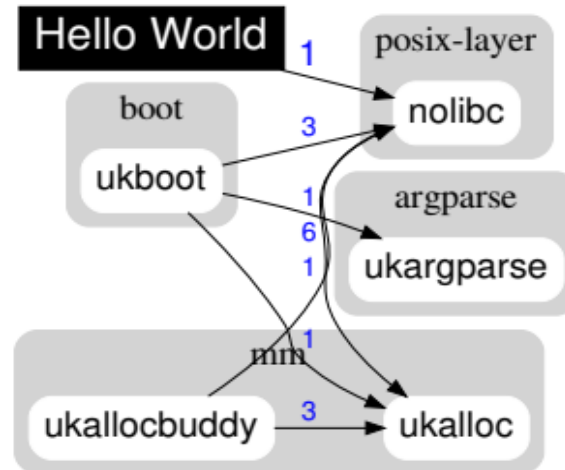 Hello World
1
posix-layer
nolibc
boot
3
ukboot
1
argparse
6
ukargparse
1
1
mm
ukallocbuddy
3
ukalloc